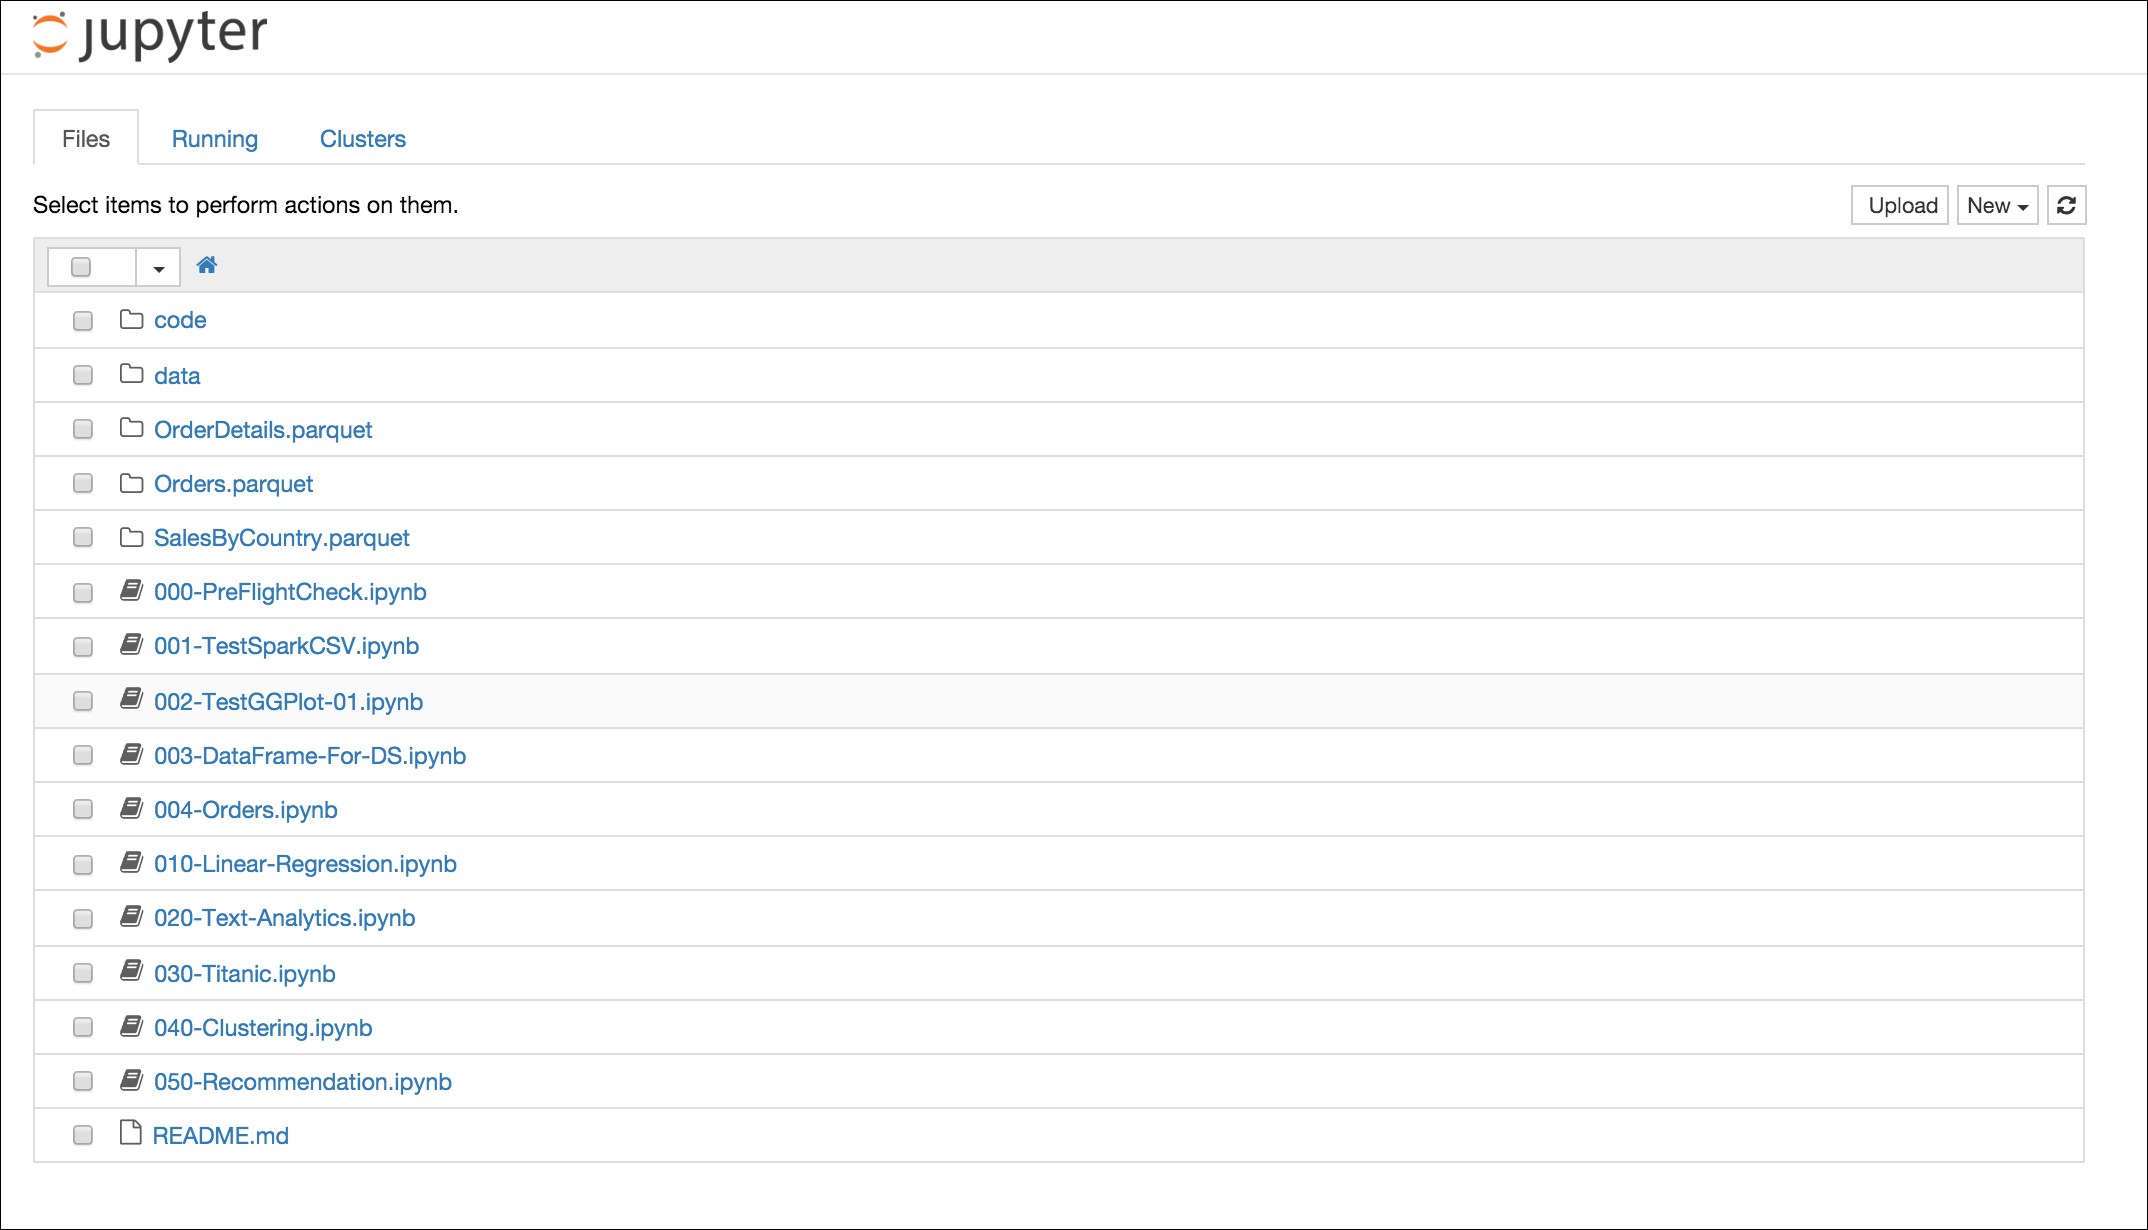 jupyter
Files Running Clusters
Select items to perform actions on them. Upload New
code
data
OrderDetails.parquet
Orders.parquet
SalesByCountry.parquet
000-PreFlightCheck.ipynb
001-TestSparkCSV.ipynb
002-TestGGPlot-01.ipynb
003-DataFrame-For-DS.ipynb
004-Orders.ipynb
010-Linear-Regression.ipynb
020-Text-Analytics.ipynb
030-Titanic.ipynb
040-Clustering.ipynb
050-Recommendation.ipynb
README.md